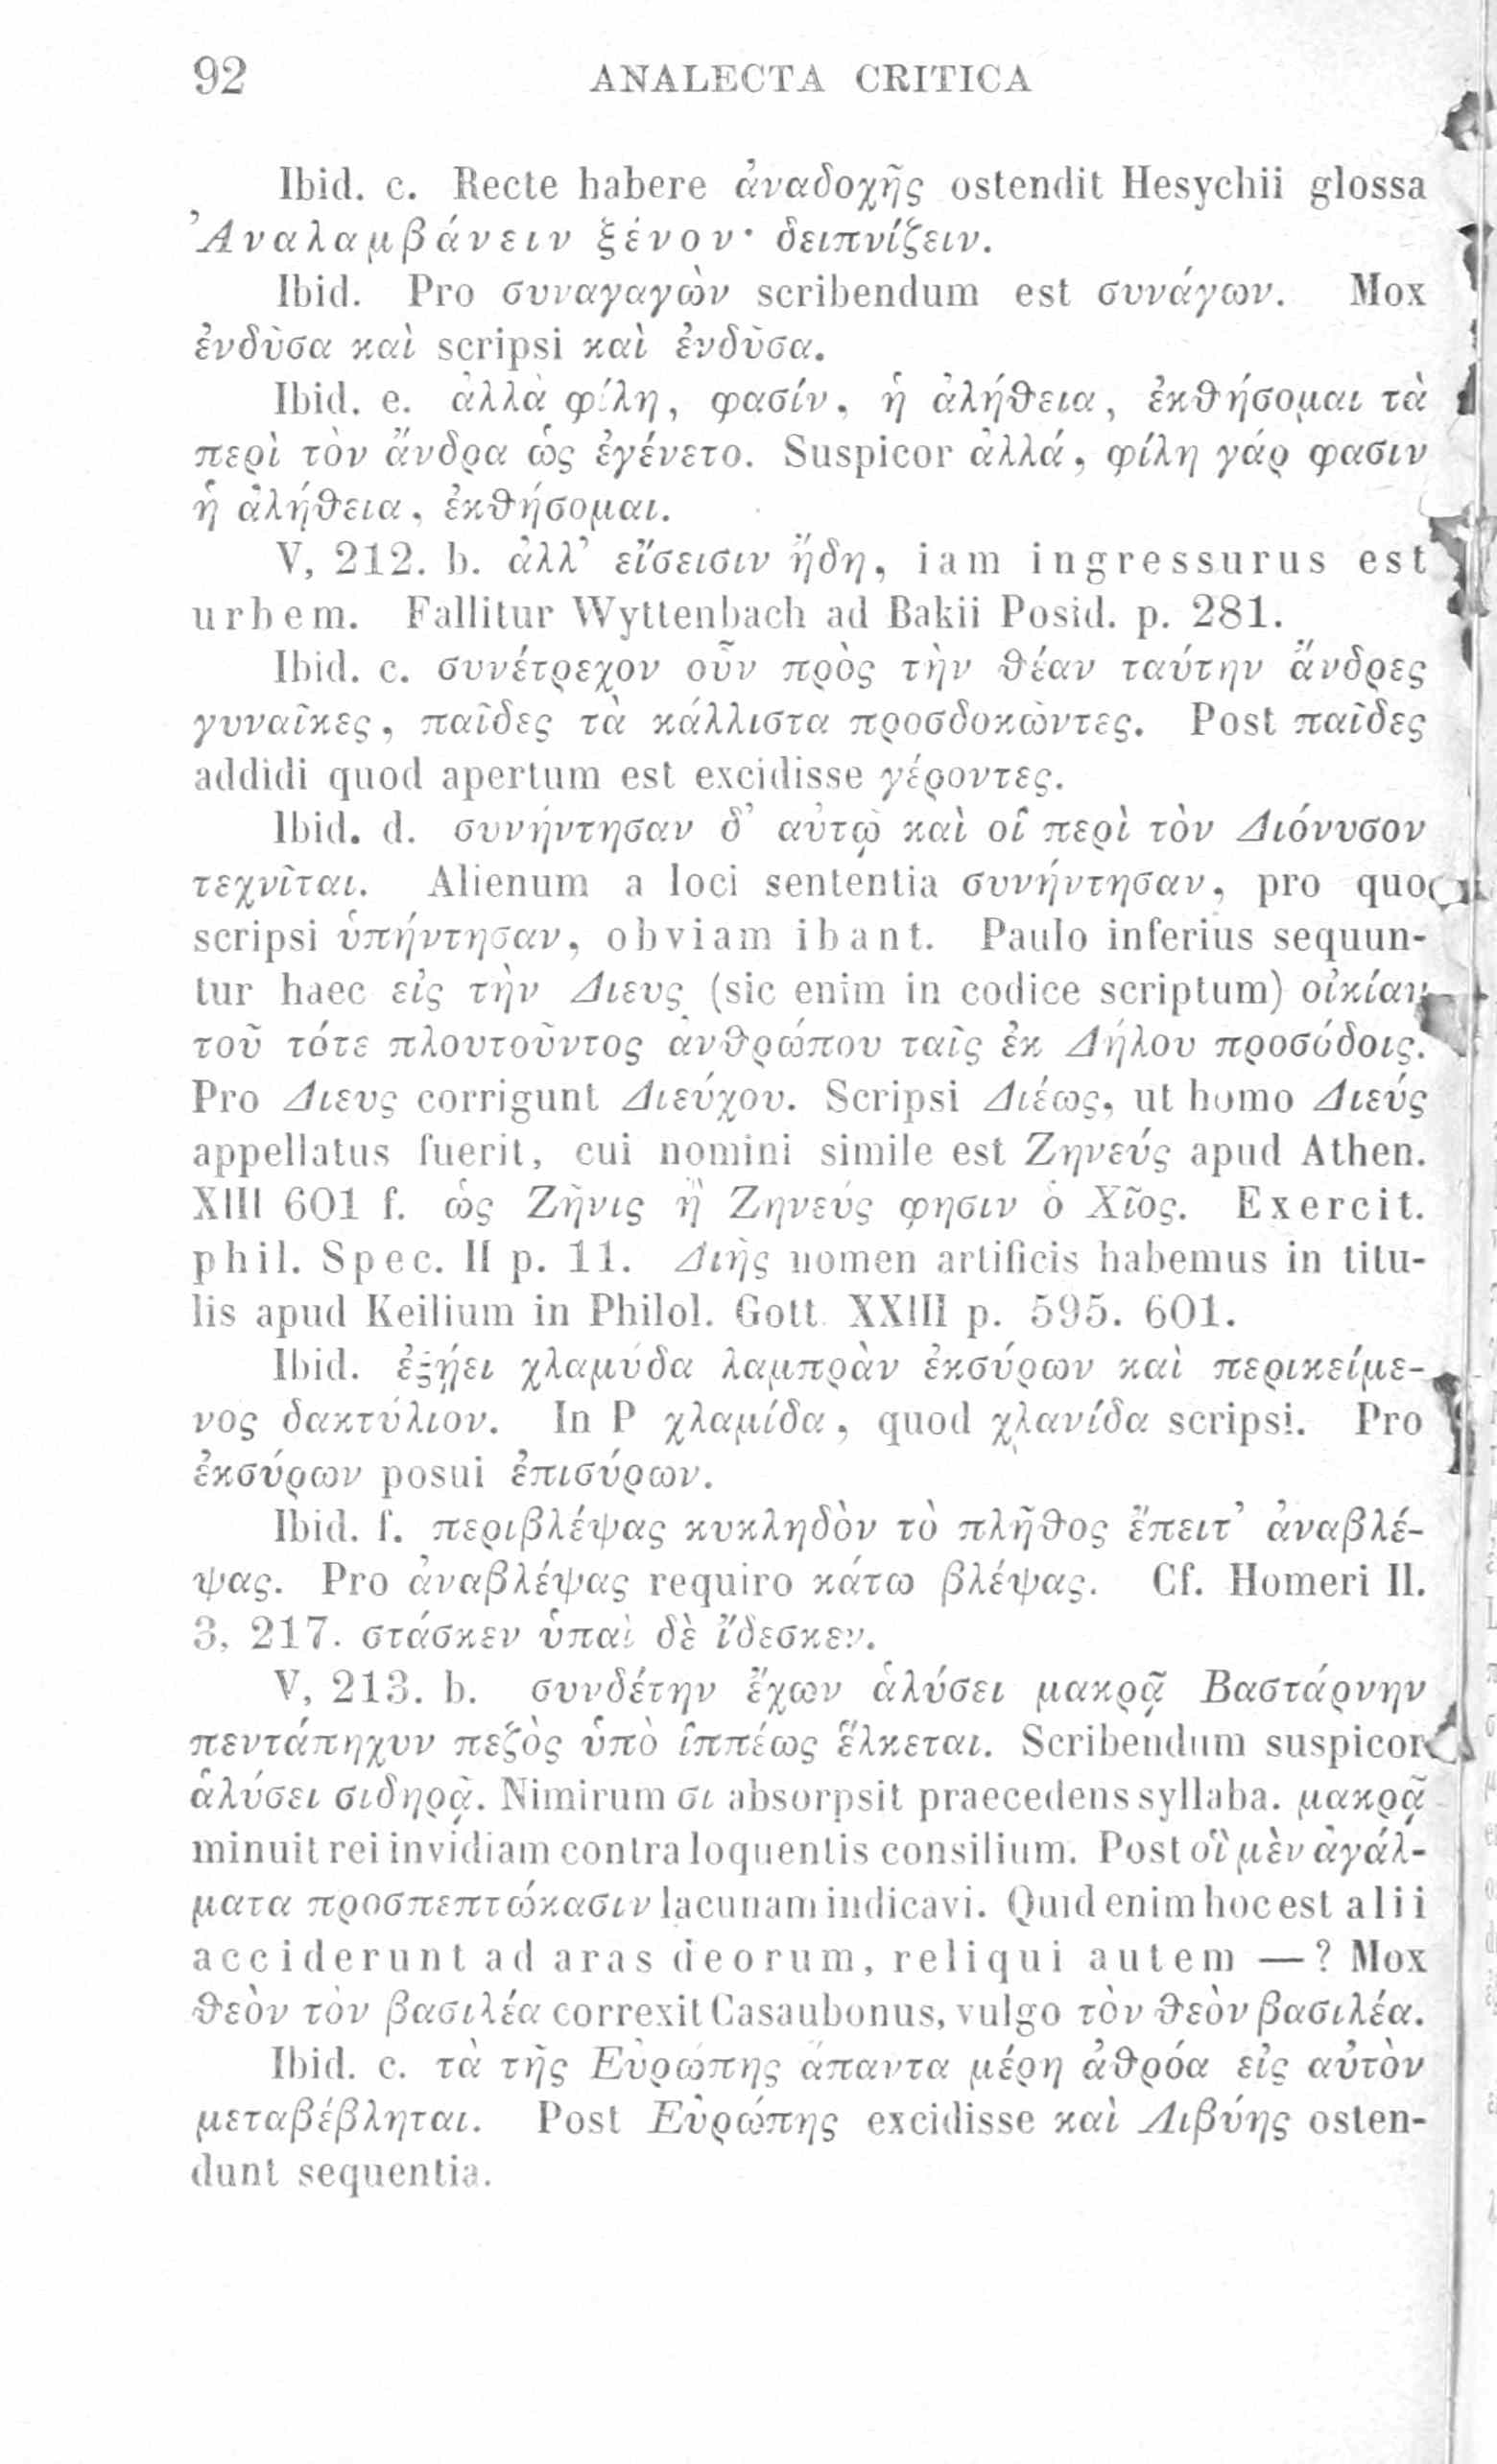 92 ANALECTA CRITICA
Ibid. c. Recte habere ἀναδοχῆς ostendit Hesychii glossa
Ἀναλαμβάνειν ξένον· δειπνίζειν.
Ibid. Pro συναγαγὼν scribendum est συνάγων. Mox
ἐνδῦσα καὶ scripsi καὶ ἐνδῦσα.
Ibid. e. ἀλλὰ φίλη, φασίν, ἡ ἀλήθεια, ἐκθήσομαι τὰ
περὶ τὸν ἄνδρα ὡς ἐγένετο. Suspicor ἀλλά, φίλη γάρ φασιν
ἡ ἀλήθεια, ἐκθήσομαι.
V, 212. b. ἀλλ’ εἴσεισιν ἤδη, iam ingressurus est
urbem. Fallitur Wyttenbach ad Bakii Posid. p. 281.
Ibid. c. συνέτρεχον οὖν πρὸς τὴν θέαν ταύτην ἄνδρες
γυναῖκες, παῖδες τὰ κάλλιστα προσδοκῶντες. Post παῖδες
addidi quod apertum est excidisse γέροντες.
Ibid. d. συνήντησαν δ’ αὐτῷ καὶ οἱ περὶ τὸν Διόνυσον
τεχνῖται. Alienum a loci sententia συνήντησαν, pro quo
scripsi ὑπήντησαν, obviam ibant. Paulo inferius sequun-
tur haec εἰς τὴν Διευς (sic enim in codice scriptum) οἰκίαν
τοῦ τότε πλουτοῦντος ἀνθρώπου ταῖς ἐκ Δήλου προσόδοις.
Pro Διευς corrigunt Διεύχου. Scripsi Διέως, ut homo Διεύς
appellatus fuerit, cui nomini simile est Ζηνεύς apud Athen.
XIII 601 f. ὡς Ζῆνις ἢ Ζηνεύς φησιν ὁ Χῖος. Exercit.
phil. Spec. II p. 11. Διῆς nomen artificis habemus in titu-
lis apud Keilium in Philol. Gott. XXIII p. 595. 601.
Ibid. ἐξῄει χλαμύδα λαμπρὰν ἐκσύρων καὶ περικείμε-
νος δακτύλιον. In P χλαμίδα, quod χλανίδα scripsi. Pro
ἐκσύρων posui ἐπισύρων.
Ibid. f. περιβλέψας κυκληδὸν τὸ πλῆθος ἔπειτ’ ἀναβλέ-
ψας. Pro ἀναβλέψας requiro κάτω βλέψας. Cf. Homeri Il.
3, 217. στάσκεν ὑπαὶ δὲ ἴδεσκεν.
V, 213. b. συνδέτην ἔχων ἁλύσει μακρᾷ Βαστάρνην
πεντάπηχυν πεζὸς ὑπὸ ἱππέως ἕλκεται. Scribendum suspicor
ἁλύσει σιδηρᾷ. Nimirum σι absorpsit praecedens syllaba. μακρᾷ
minuit rei invidiam contra loquentis consilium. Post οἳ μὲν ἀγάλ-
ματα προσπεπτώκασιν lacunam indicavi. Quid enim hoc est alii
acciderunt ad aras deorum, reliqui autem —? Mox
θεὸν τὸν βασιλέα correxit Casaubonus, vulgo τὸν θεὸν βασιλέα.
Ibid. c. τὰ τῆς Εὐρώπης ἅπαντα μέρη ἀθρόα εἰς αὐτὸν
μεταβέβληται. Post Εὐρώπης excidisse καὶ Λιβύης osten-
dunt sequentia.